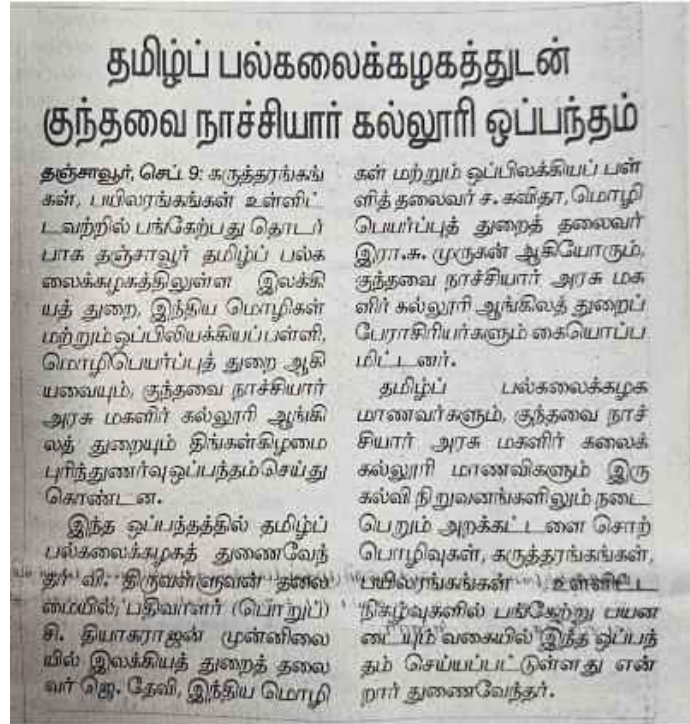 தமிழ்ப் பல்கலைக்கழகத்துடன்
குந்தவை நாச்சியார் கல்லூரி ஒப்பந்தம்
தஞ்சாவூர், செப். 9: கருத்தரங்கங்
கள், பயிலரங்கங்கள் உள்ளிட்
டவற்றில் பங்கேற்பது தொடர்
பாக தஞ்சாவூர் தமிழ்ப் பல்க
லைக்கழகத்திலுள்ள இலக்கி
யத் துறை, இந்திய மொழிகள்
மற்றும் ஒப்பிலியக்கியப் பள்ளி,
மொழிபெயர்ப்புத் துறை ஆகி
யவையும், குந்தவை நாச்சியார்
அரசு மகளிர் கல்லூரி ஆங்கி
லத் துறையும் திங்கள்கிழமை
புரிந்துணர்வு ஒப்பந்தம் செய்து
கொண்டன.
இந்த ஒப்பந்தத்தில் தமிழ்ப்
பல்கலைக்கழகத் துணைவேந்
தர் வி. திருவள்ளுவன் தலை
மையில், பதிவாளர் (பொறுப்)
சி. தியாகராஜன் முன்னிலை
யில் இலக்கியத் துறைத் தலை
வர் ஜெ. தேவி, இந்திய மொழி
கள் மற்றும் ஒப்பிலக்கியப் பள்
ளித் தலைவர் ச. கவிதா, மொழி
பெயர்ப்புத் துறைத் தலைவர்
இரா.சு. முருகன் ஆகியோரும்,
குந்தவை நாச்சியார் அரசு மக
ளிர் கல்லூரி ஆங்கிலத் துறைப்
பேராசிரியர்களும் கையொப்ப
மிட்டனர்.
தமிழ்ப் பல்கலைக்கழக
மாணவர்களும், குந்தவை நாச்
சியார் அரசு மகளிர் கலைக்
கல்லூரி மாணவிகளும் இரு
கல்வி நிறுவனங்களிலும் நடை
பெறும் அறக்கட்டளை சொற்
பொழிவுகள், கருத்தரங்கங்கள்,
பயிலரங்கங்கள் உள்ளிட்ட
நிகழ்வுகளில் பங்கேற்று பயன
டையும் வகையில் இந்த ஒப்பந்
தம் செய்யப்பட்டுள்ளது என்
றார் துணைவேந்தர்.